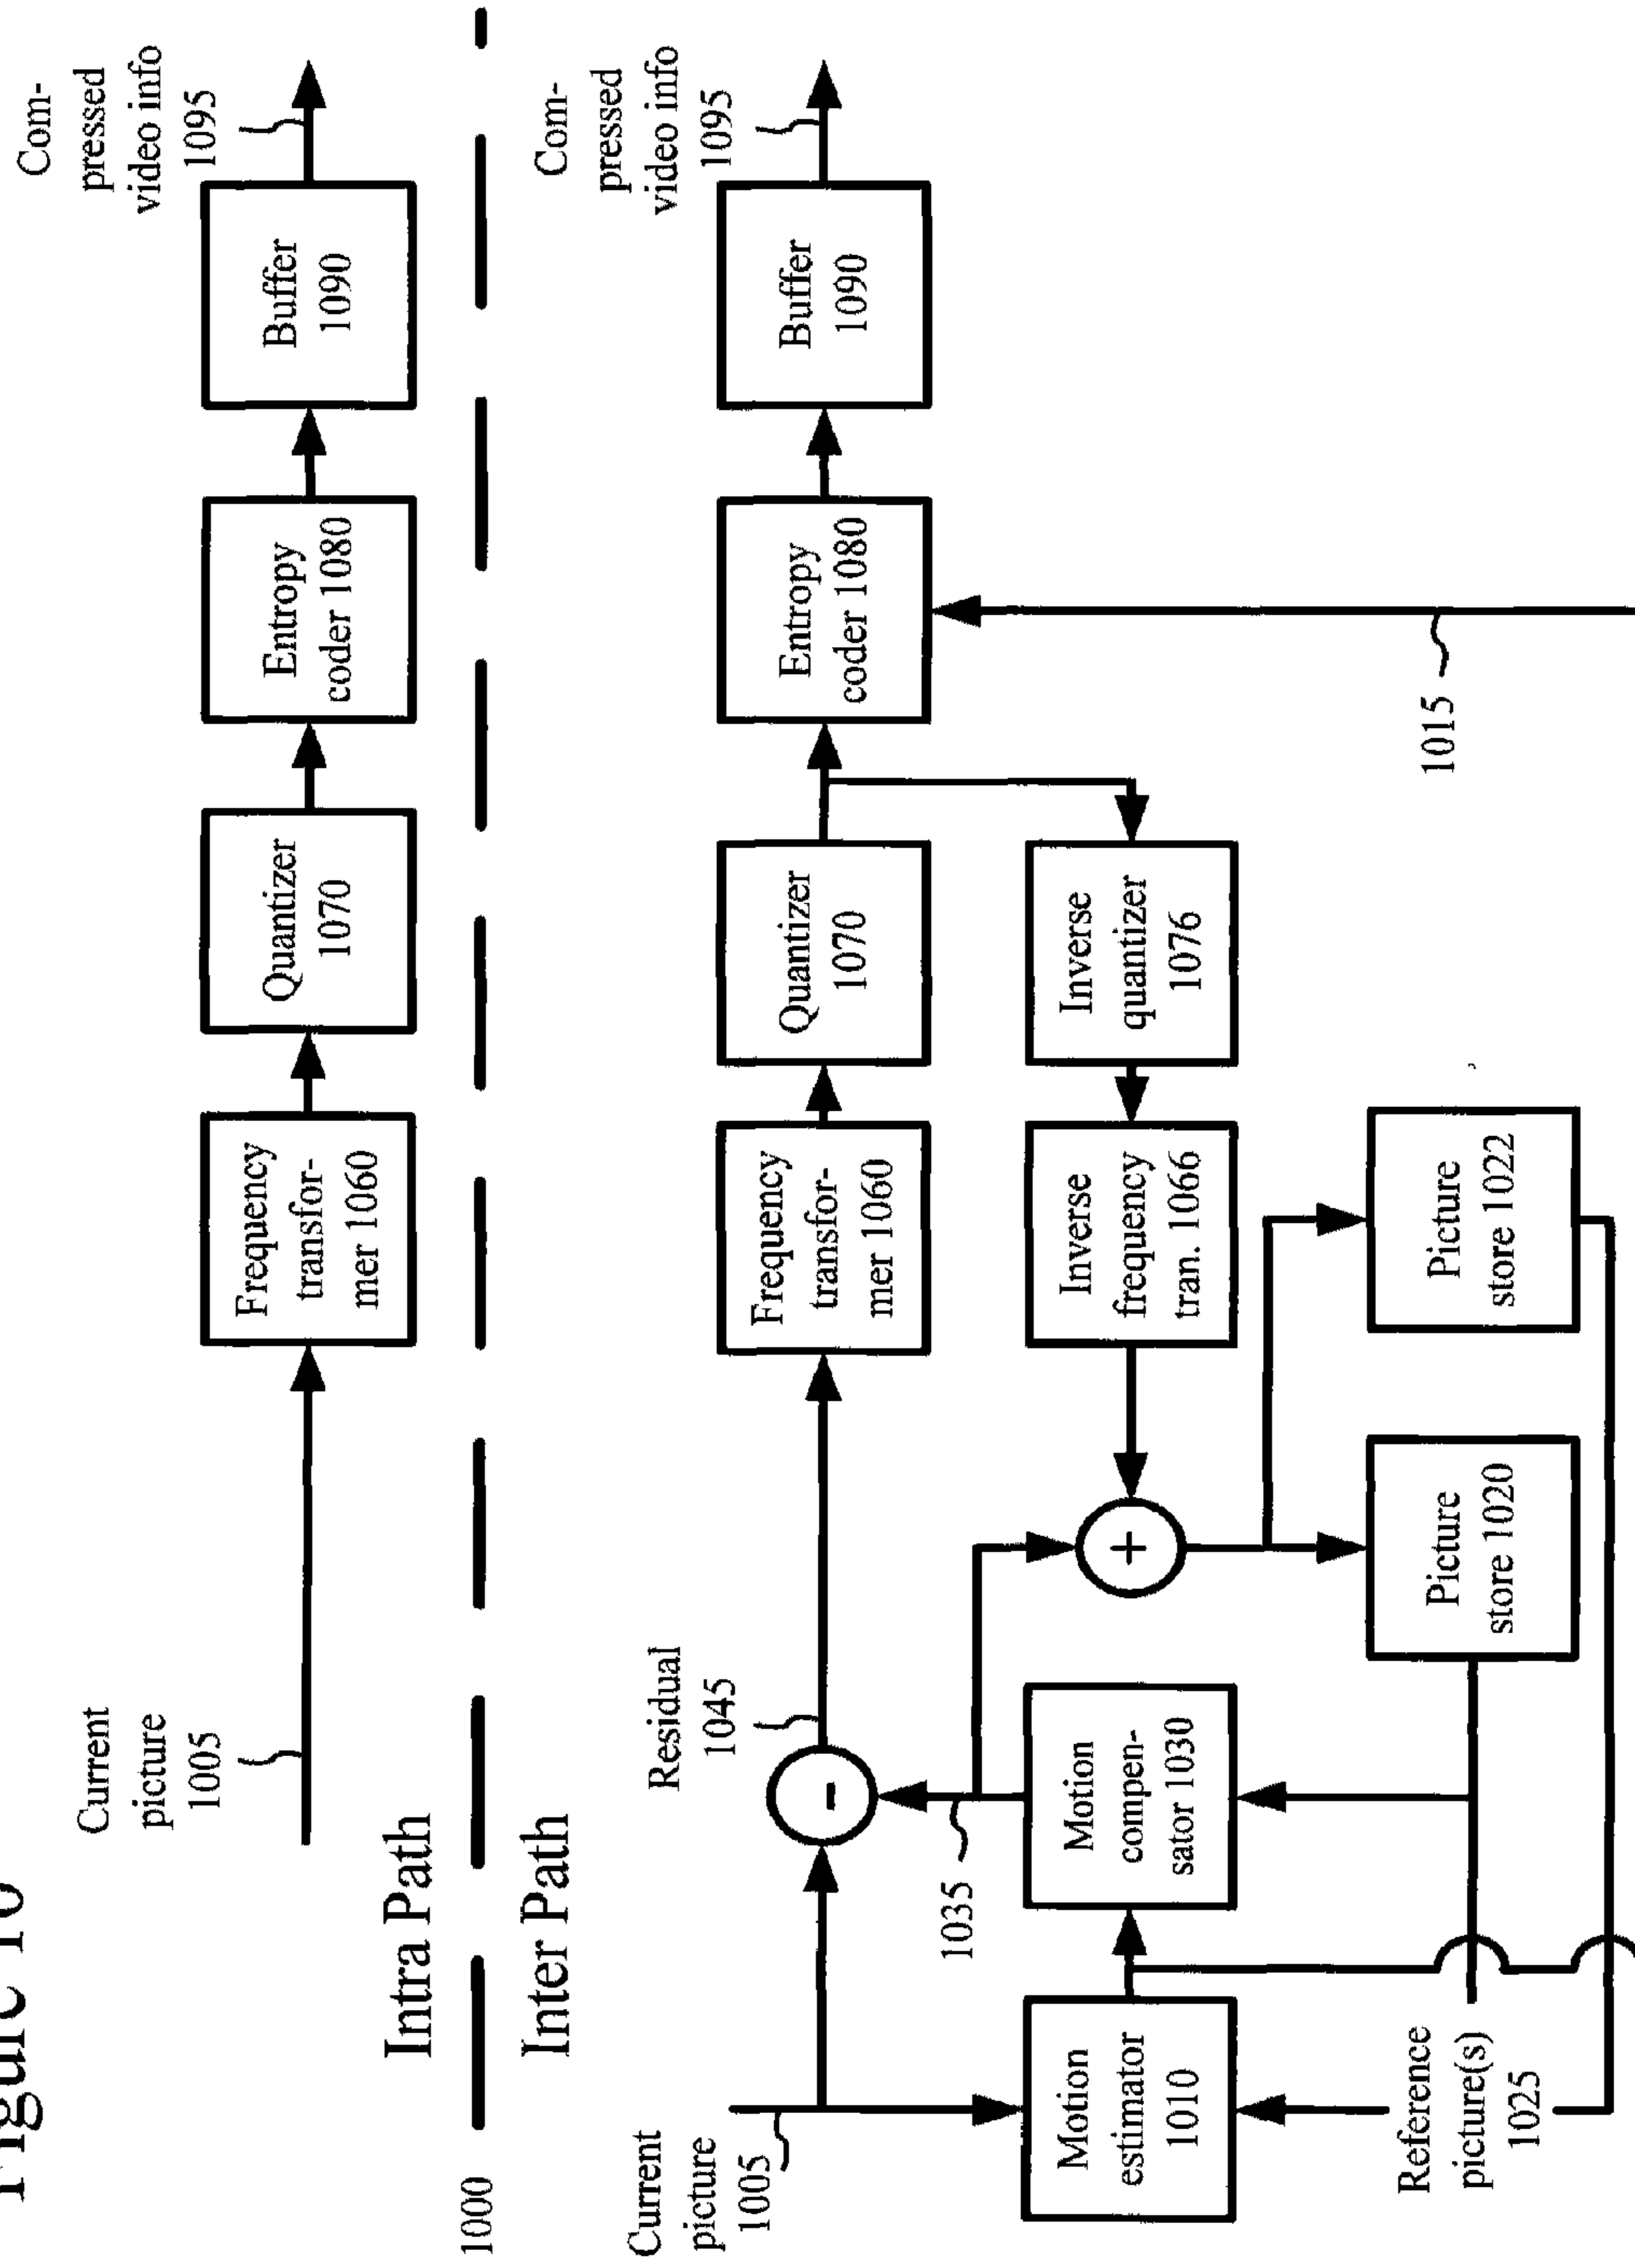 Figure 10
Current
picture
1005
Frequency
transfor-
mer 1060
Quantizer
1070
Entropy
coder 1080
Buffer
1090
Com-
pressed
video info
1095
Intra Path
1000
Inter Path
Current
picture
1005
Residual
1045
Frequency
transfor-
mer 1060
Quantizer
1070
Entropy
coder 1080
Buffer
1090
Com-
pressed
video info
1095
1035
+
-
Motion
estimator
1010
Motion
compen-
sator 1030
Inverse
frequency
tran. 1066
Inverse
quantizer
1076
Reference
picture(s)
1025
Picture
store 1020
Picture
store 1022
1015